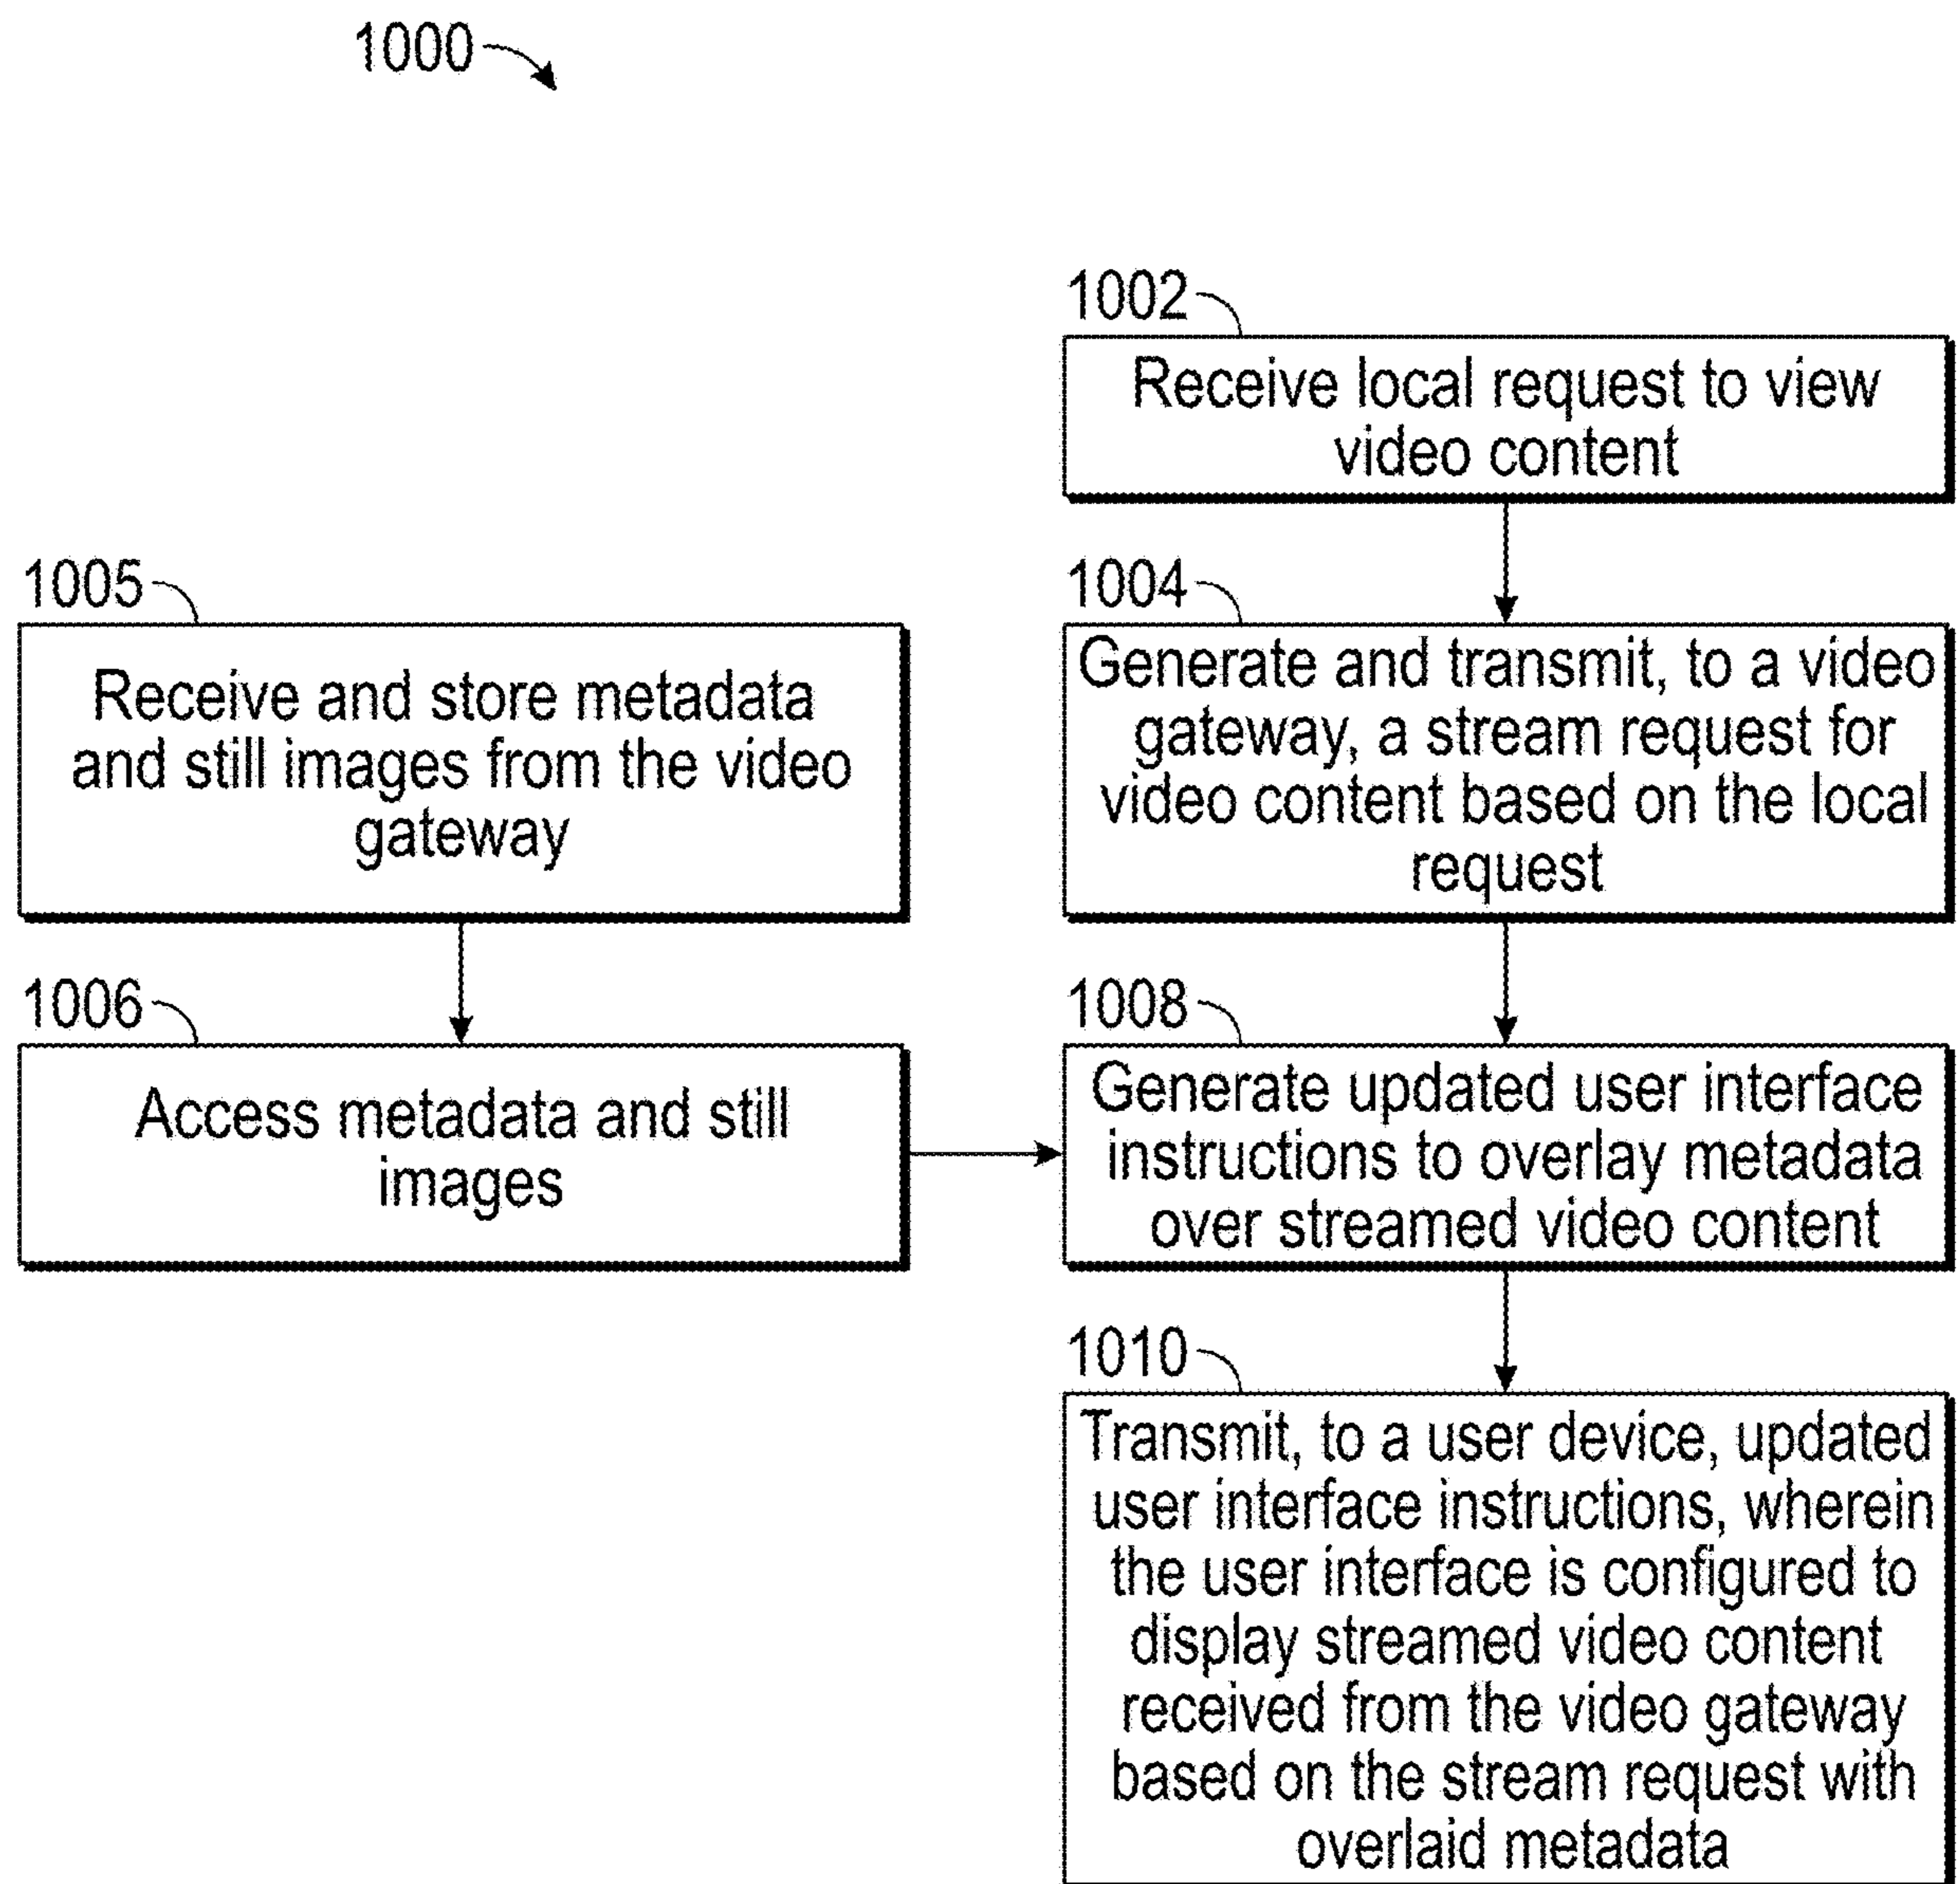 1000
1002
Receive local request to view
video content
1005
Receive and store metadata
and still images from the video
gateway
1004
Generate and transmit, to a video
gateway, a stream request for
video content based on the local
request
1006
Access metadata and still
images
1008
Generate updated user interface
instructions to overlay metadata
over streamed video content
1010
Transmit, to a user device, updated
user interface instructions, wherein
the user interface is configured to
display streamed video content
received from the video gateway
based on the stream request with
overlaid metadata